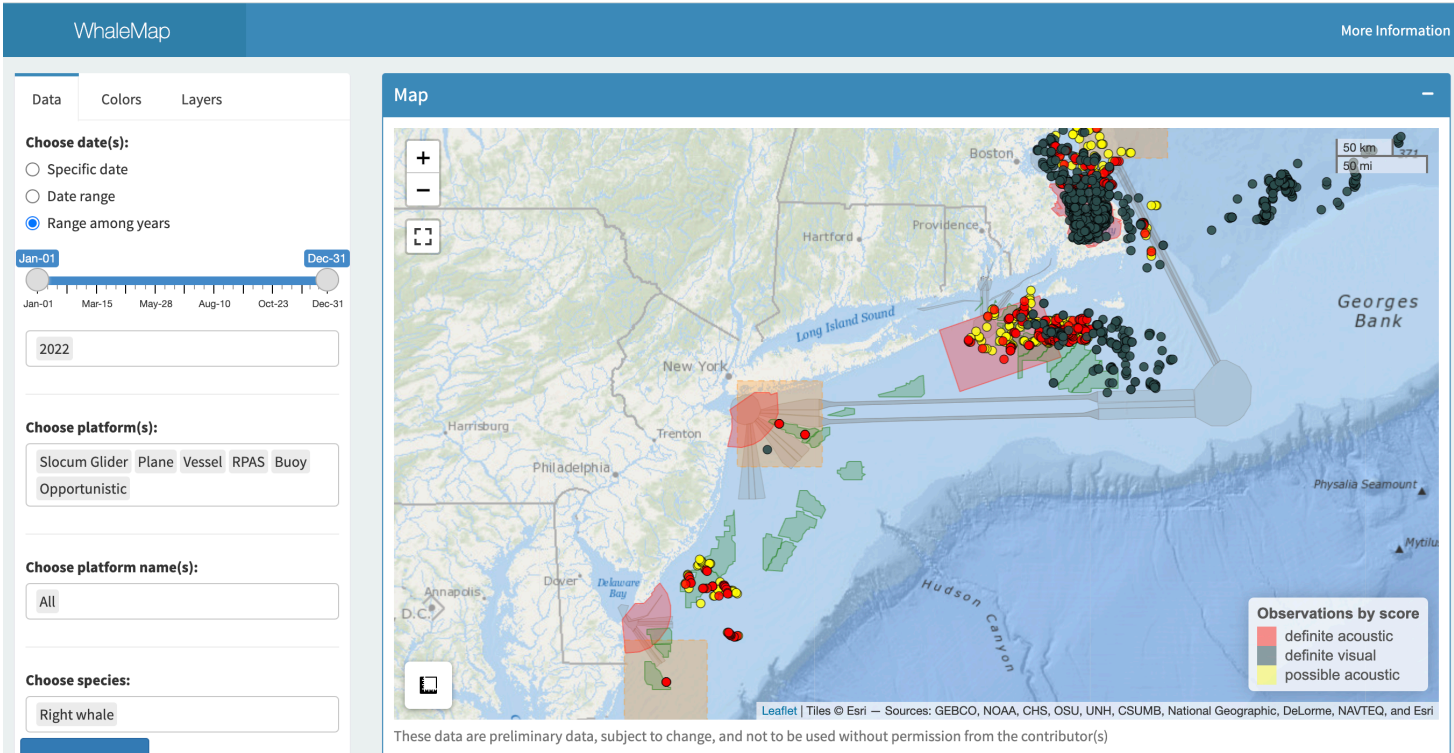 WhaleMap
More Information
Data
Colors
Layers
Choose date(s):
Specific date
Date range
Range among years
Jan-01
Dec-31
Jan-01
Mar-15
May-28
Aug-10
Oct-23
Dec-31
2022
Choose platform(s):
Slocum Glider Plane Vessel RPAS Buoy
Opportunistic
Choose platform name(s):
All
Choose species:
Right whale
Map
−
+
−
50 km
50 mi
371
Boston
Providence
Hartford
Georges
Bank
Long Island Sound
New York
Harrisburg
Trenton
Philadelphia
Physalia Seamount
Dover
Delaware
Bay
Annapolis
D.C.
Hudson
Canyon
Observations by score
definite acoustic
definite visual
possible acoustic
Leaflet | Tiles © Esri — Sources: GEBCO, NOAA, CHS, OSU, UNH, CSUMB, National Geographic, DeLorme, NAVTEQ, and Esri
These data are preliminary data, subject to change, and not to be used without permission from the contributor(s)